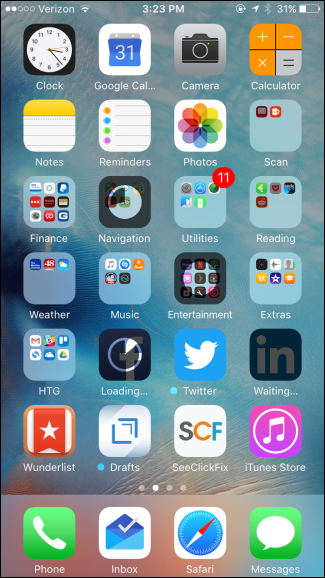 Verizon 3:23 PM 31%
31
Clock Google Cal... Camera Calculator
Notes Reminders Photos Scan
11
Finance Navigation Utilities Reading
Weather Music Entertainment Extras
in
HTG Loading... Twitter Waiting...
SCF
Wunderlist Drafts SeeClickFix iTunes Store
Phone Inbox Safari Messages